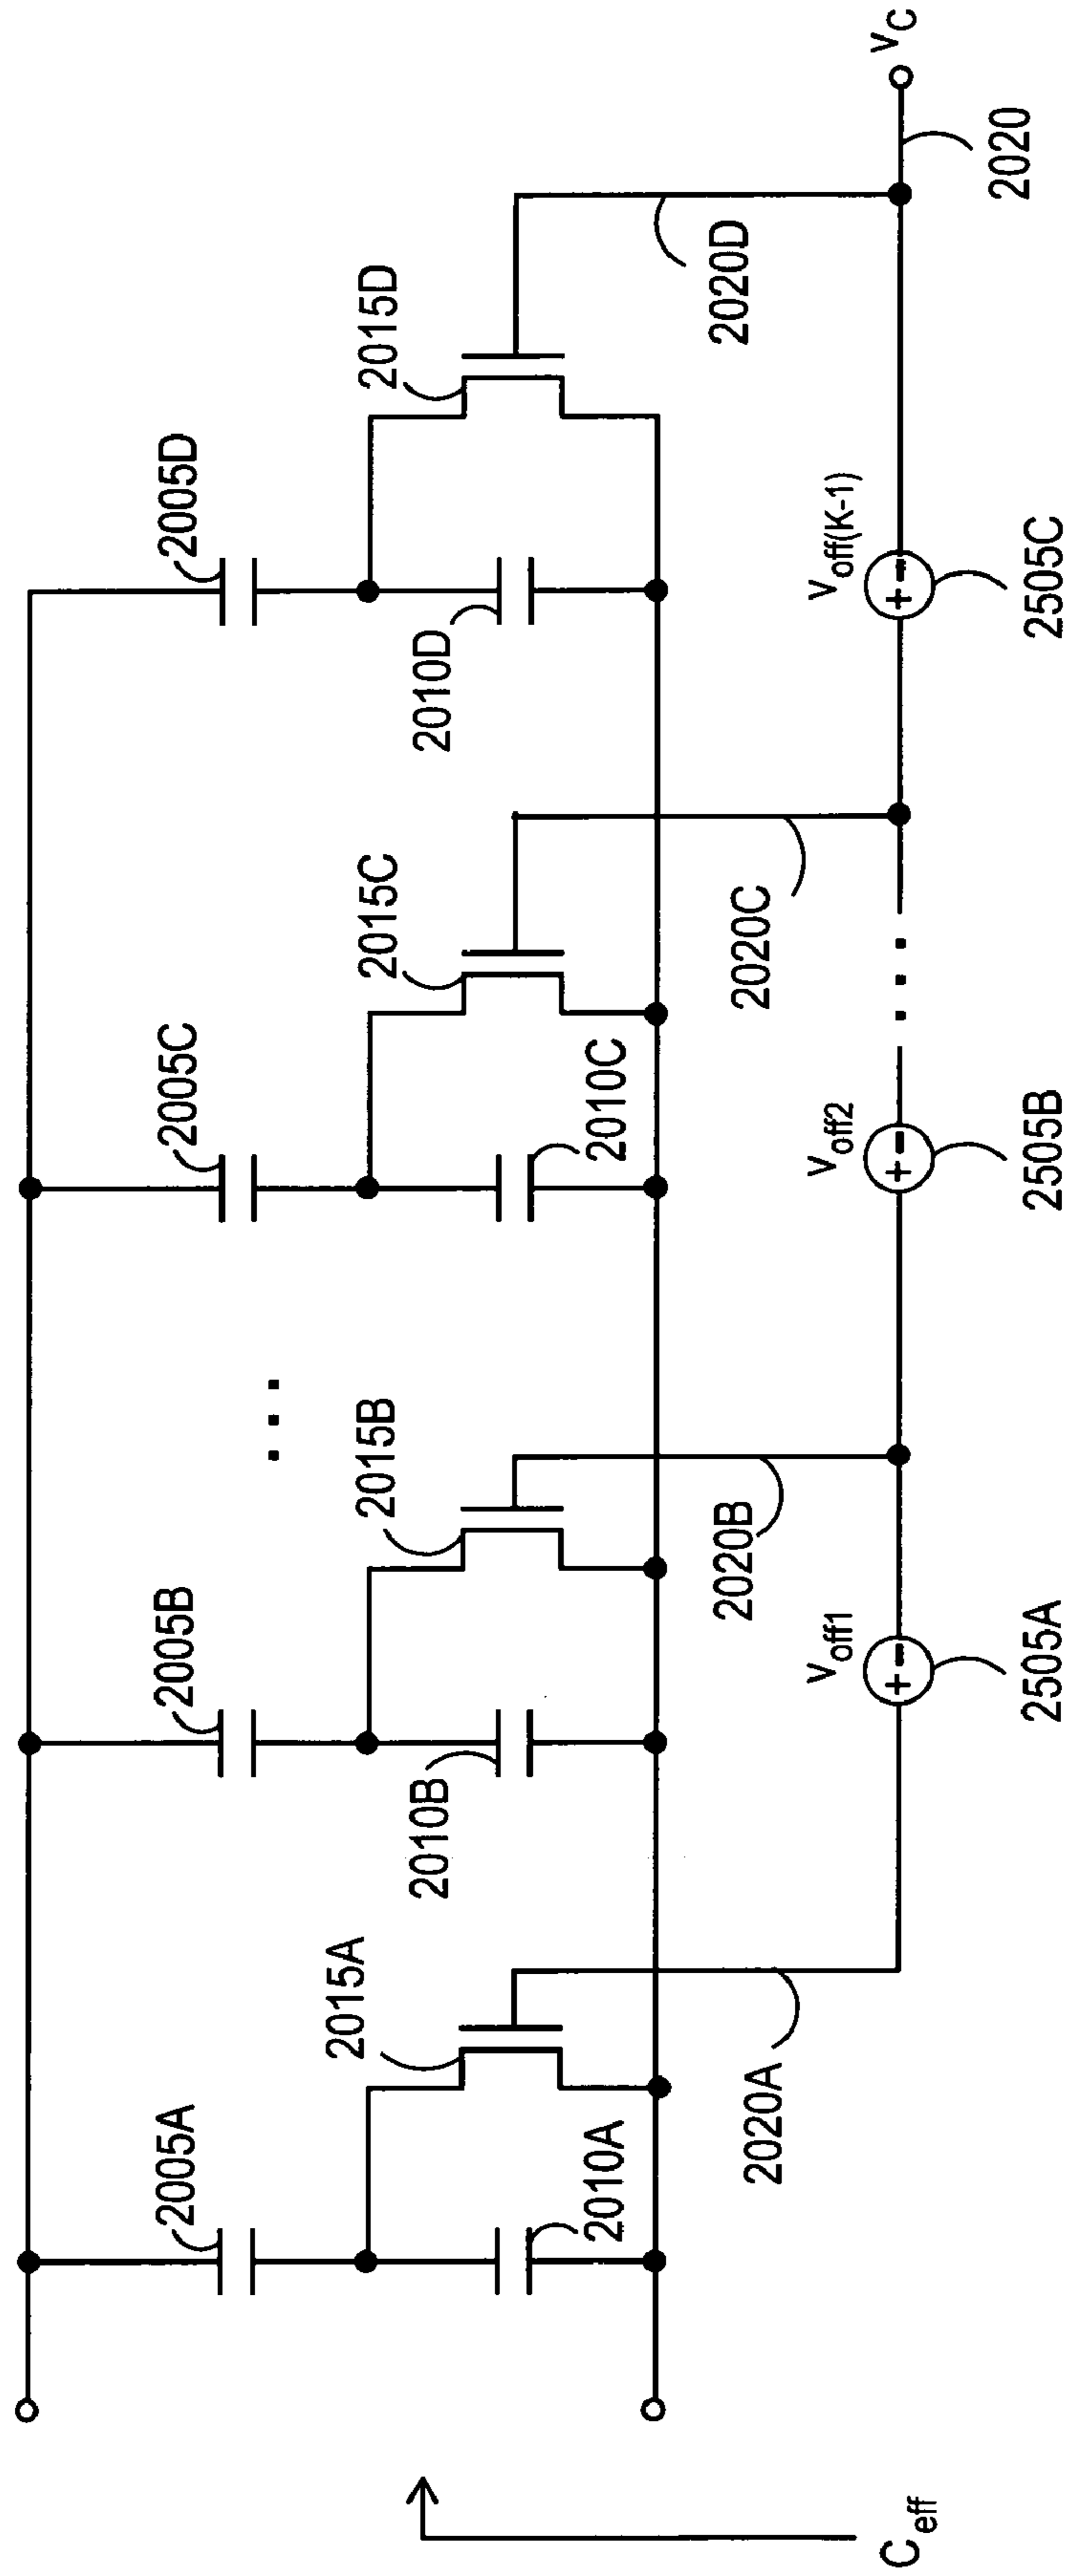 2005A
2005B
2005C
2005D
2015A
2015B
. . .
2015C
2015D
2010A
2010B
2010C
2010D
2020A
2020B
2020C
2020D
C_eff
V_off1
V_off2
. . .
V_off(K-1)
V_C
2505A
2505B
2505C
2020